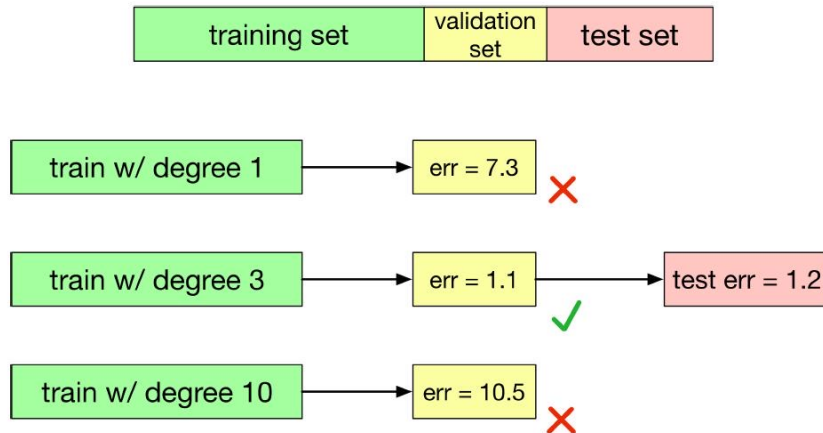 training set
validation
set
test set
train w/ degree 1
err = 7.3
train w/ degree 3
err = 1.1
test err = 1.2
train w/ degree 10
err = 10.5